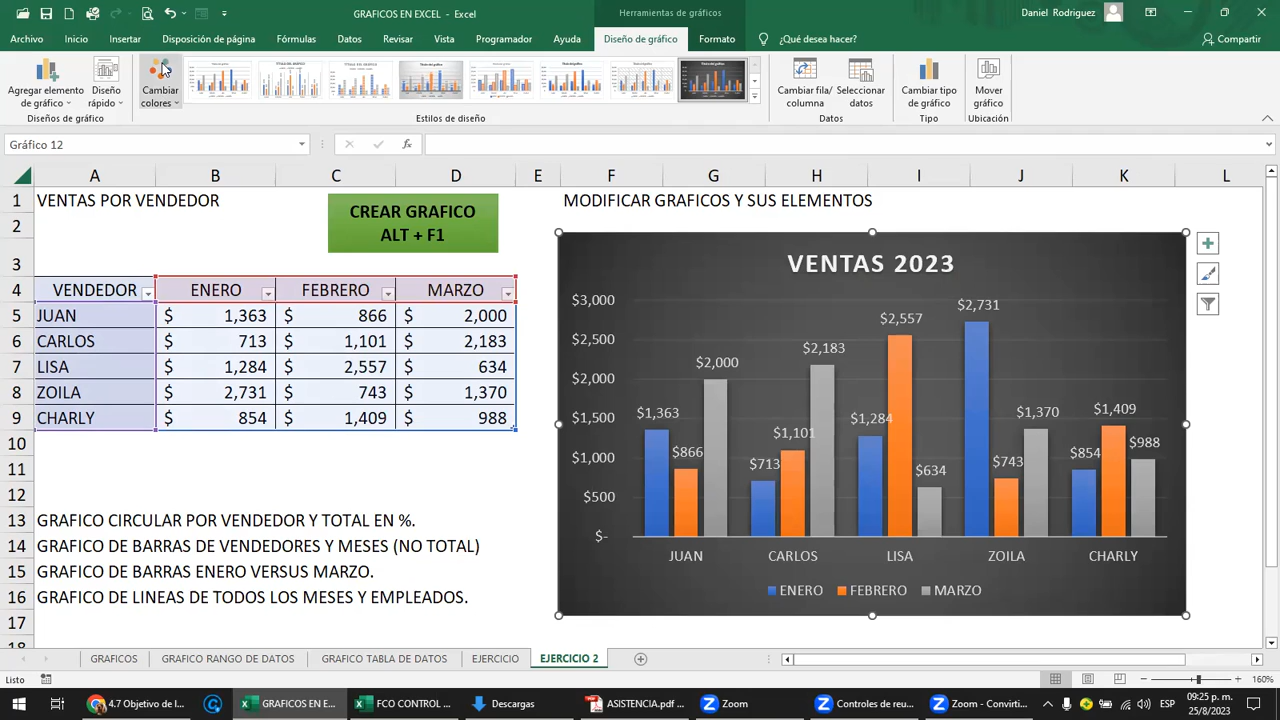 GRAFICOS EN EXCEL - Excel
Herramientas de gráficos
Daniel Rodriguez
Archivo
Inicio
Insertar
Disposición de página
Fórmulas
Datos
Revisar
Vista
Programador
Ayuda
Diseño de gráfico
Formato
¿Qué desea hacer?
Compartir
Agregar elemento
de gráfico
Diseño
rápido
Cambiar
colores
Cambiar fila/
columna
Seleccionar
datos
Cambiar tipo
de gráfico
Mover
gráfico
Diseños de gráfico
Estilos de diseño
Datos
Tipo
Ubicación
Gráfico 12
fx
A B C D E F G H I J K L
1 VENTAS POR VENDEDOR
CREAR GRAFICO
ALT + F1
MODIFICAR GRAFICOS Y SUS ELEMENTOS
2
3
4 VENDEDOR ENERO FEBRERO MARZO
5 JUAN $ 1,363 $ 866 $ 2,000
6 CARLOS $ 713 $ 1,101 $ 2,183
7 LISA $ 1,284 $ 2,557 $ 634
8 ZOILA $ 2,731 $ 743 $ 1,370
9 CHARLY $ 854 $ 1,409 $ 988
10
11
12
13 GRAFICO CIRCULAR POR VENDEDOR Y TOTAL EN %.
14 GRAFICO DE BARRAS DE VENDEDORES Y MESES (NO TOTAL)
15 GRAFICO DE BARRAS ENERO VERSUS MARZO.
16 GRAFICO DE LINEAS DE TODOS LOS MESES Y EMPLEADOS.
17
18
VENTAS 2023
$3,000
$2,500
$2,000
$1,500
$1,000
$500
$-
$1,363 $866 $2,000
$713 $1,101 $2,183
$1,284 $2,557 $634
$2,731 $743 $1,370
$854 $1,409 $988
JUAN CARLOS LISA ZOILA CHARLY
ENERO FEBRERO MARZO
GRAFICOS
GRAFICO RANGO DE DATOS
GRAFICO TABLA DE DATOS
EJERCICIO
EJERCICIO 2
Listo
160%
4.7 Objetivo de l...
GRAFICOS EN E...
FCO CONTROL ...
Descargas
ASISTENCIA.pdf ...
Zoom
Controles de reu...
Zoom - Convirti...
ESP
09:25 p. m.
25/8/2023